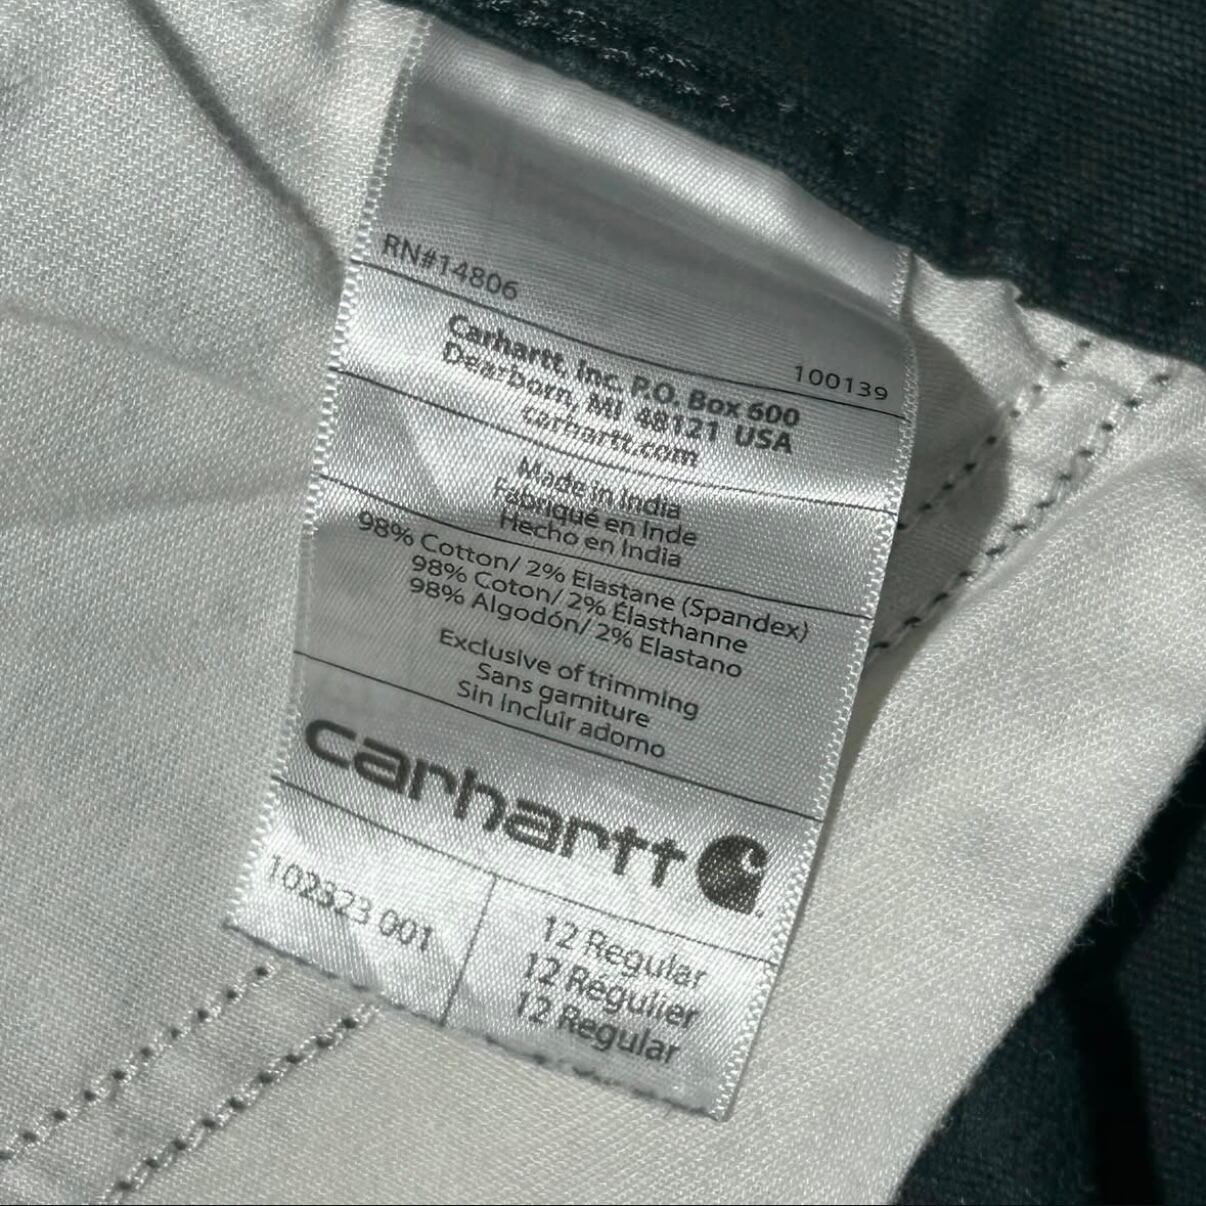 RN#14806
100139
Carhartt, Inc. P.O. Box 600
Dearborn, MI 48121 USA
carhartt.com
Made in India
Fabriqué en Inde
Hecho en India
98% Cotton/ 2% Elastane (Spandex)
98% Coton/ 2% Élasthanne
98% Algodón/ 2% Elastano
Exclusive of trimming
Sans garniture
Sin incluir adorno
carhartt
102323 001
12 Regular
12 Régulier
12 Regular